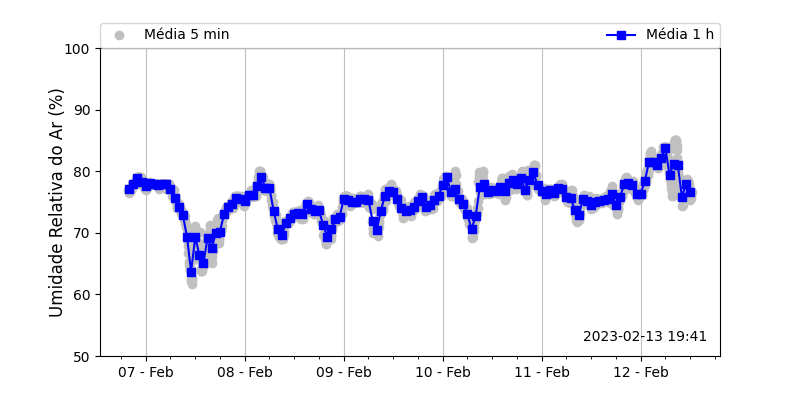 Média 5 min
Média 1 h
Umidade Relativa do Ar (%)
100
90
80
70
60
50
2023-02-13 19:41
07 - Feb
08 - Feb
09 - Feb
10 - Feb
11 - Feb
12 - Feb